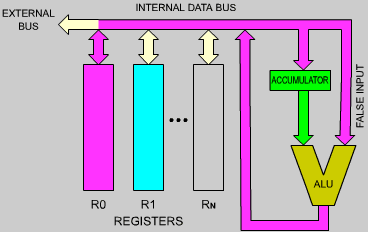 EXTERNAL
BUS
INTERNAL DATA BUS
ACCUMULATOR
FALSE INPUT
ALU
R0
R1
RN
REGISTERS